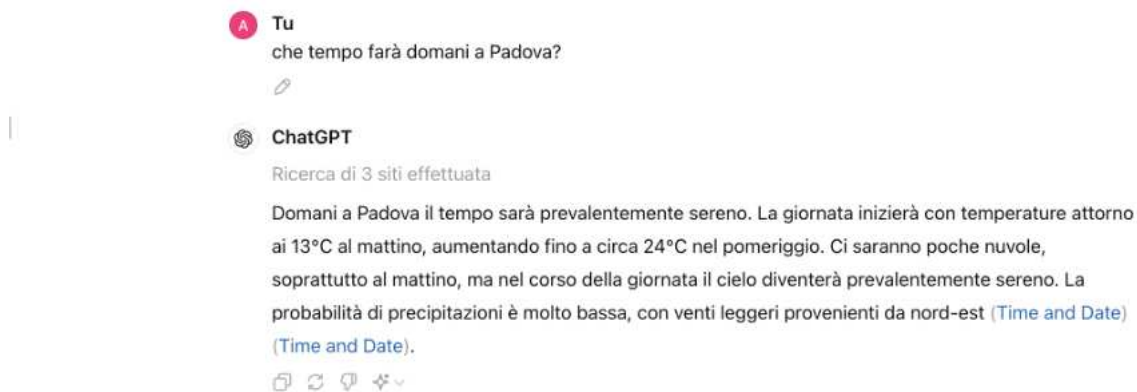 A Tu
che tempo farà domani a Padova?
ChatGPT
Ricerca di 3 siti effettuata
Domani a Padova il tempo sarà prevalentemente sereno. La giornata inizierà con temperature attorno
ai 13°C al mattino, aumentando fino a circa 24°C nel pomeriggio. Ci saranno poche nuvole,
soprattutto al mattino, ma nel corso della giornata il cielo diventerà prevalentemente sereno. La
probabilità di precipitazioni è molto bassa, con venti leggeri provenienti da nord-est (Time and Date)
(Time and Date).